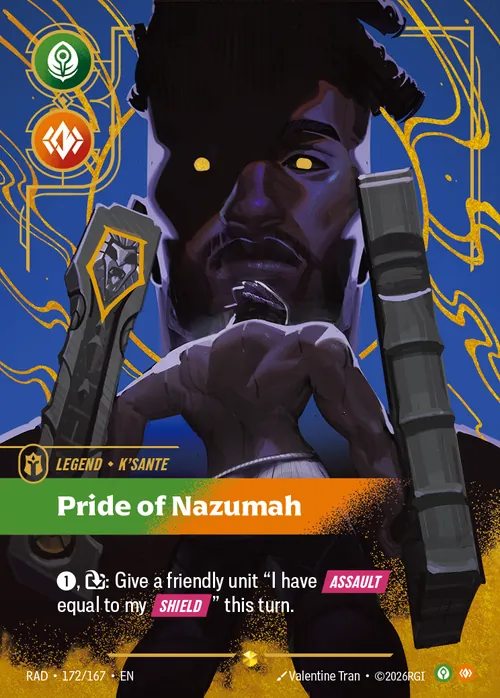 LEGEND • K'SANTE
Pride of Nazumah
1, : Give a friendly unit “I have ASSAULT
equal to my SHIELD ” this turn.
RAD • 172/167 • EN
Valentine Tran • ©2026RGI